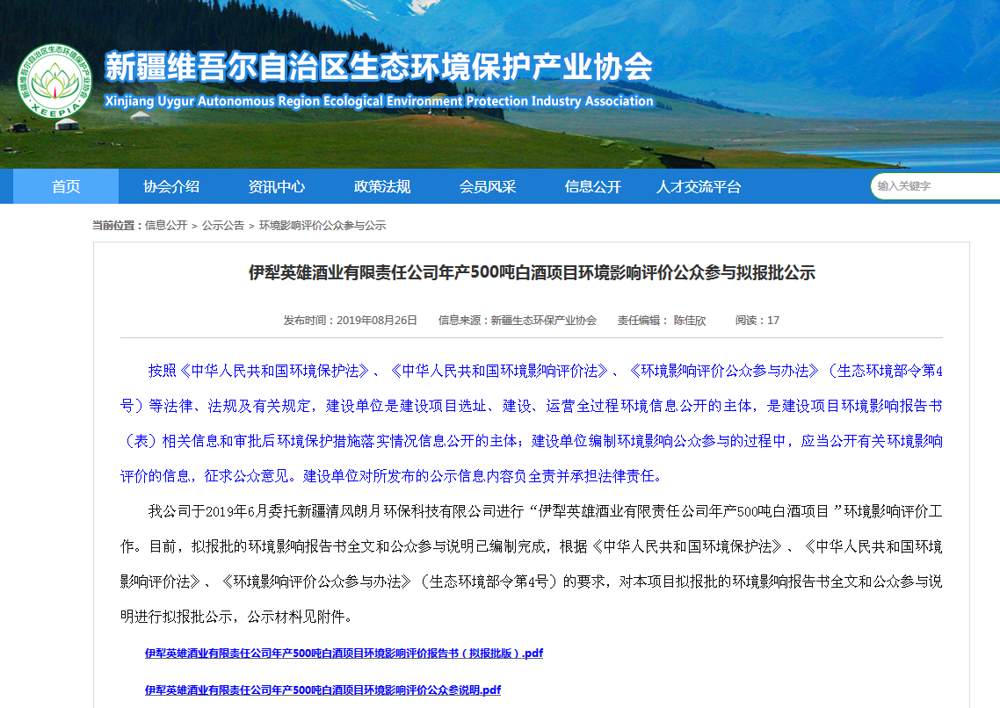 新疆维吾尔自治区生态环境保护产业协会
XEEPIA
新疆维吾尔自治区生态环境保护产业协会
Xinjiang Uygur Autonomous Region Ecological Environment Protection Industry Association
首页 协会介绍 资讯中心 政策法规 会员风采 信息公开 人才交流平台 输入关键字
当前位置：信息公开 > 公示公告 > 环境影响评价公众参与公示
伊犁英雄酒业有限责任公司年产500吨白酒项目环境影响评价公众参与拟报批公示
发布时间：2019年08月26日 信息来源：新疆生态环保产业协会 责任编辑： 陈佳欣 阅读：17
按照《中华人民共和国环境保护法》、《中华人民共和国环境影响评价法》、《环境影响评价公众参与办法》（生态环境部令第4
号）等法律、法规及有关规定，建设单位是建设项目选址、建设、运营全过程环境信息公开的主体，是建设项目环境影响报告书
（表）相关信息和审批后环境保护措施落实情况信息公开的主体；建设单位编制环境影响公众参与的过程中，应当公开有关环境影响
评价的信息，征求公众意见。建设单位对所发布的公示信息内容负全责并承担法律责任。
我公司于2019年6月委托新疆清风朗月环保科技有限公司进行“伊犁英雄酒业有限责任公司年产500吨白酒项目”环境影响评价工
作。目前，拟报批的环境影响报告书全文和公众参与说明已编制完成，根据《中华人民共和国环境保护法》、《中华人民共和国环境
影响评价法》、《环境影响评价公众参与办法》（生态环境部令第4号）的要求，对本项目拟报批的环境影响报告书全文和公众参与说
明进行拟报批公示，公示材料见附件。
伊犁英雄酒业有限责任公司年产500吨白酒项目环境影响评价报告书（拟报批版）.pdf
伊犁英雄酒业有限责任公司年产500吨白酒项目环境影响评价公众参说明.pdf